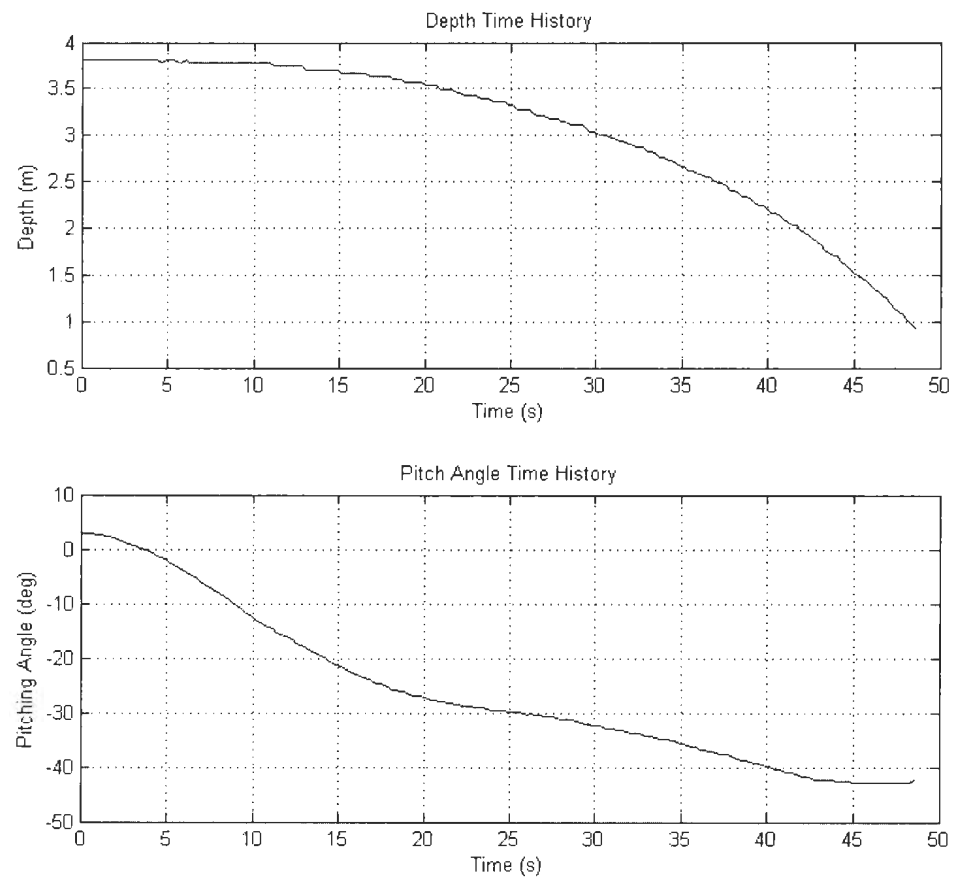 Depth Time History
4
3.5
3
2.5
2
1.5
1
0.5
Depth (m)
0 5 10 15 20 25 30 35 40 45 50
Time (s)
Pitch Angle Time History
10
0
-10
-20
-30
-40
-50
Pitching Angle (deg)
0 5 10 15 20 25 30 35 40 45 50
Time (s)